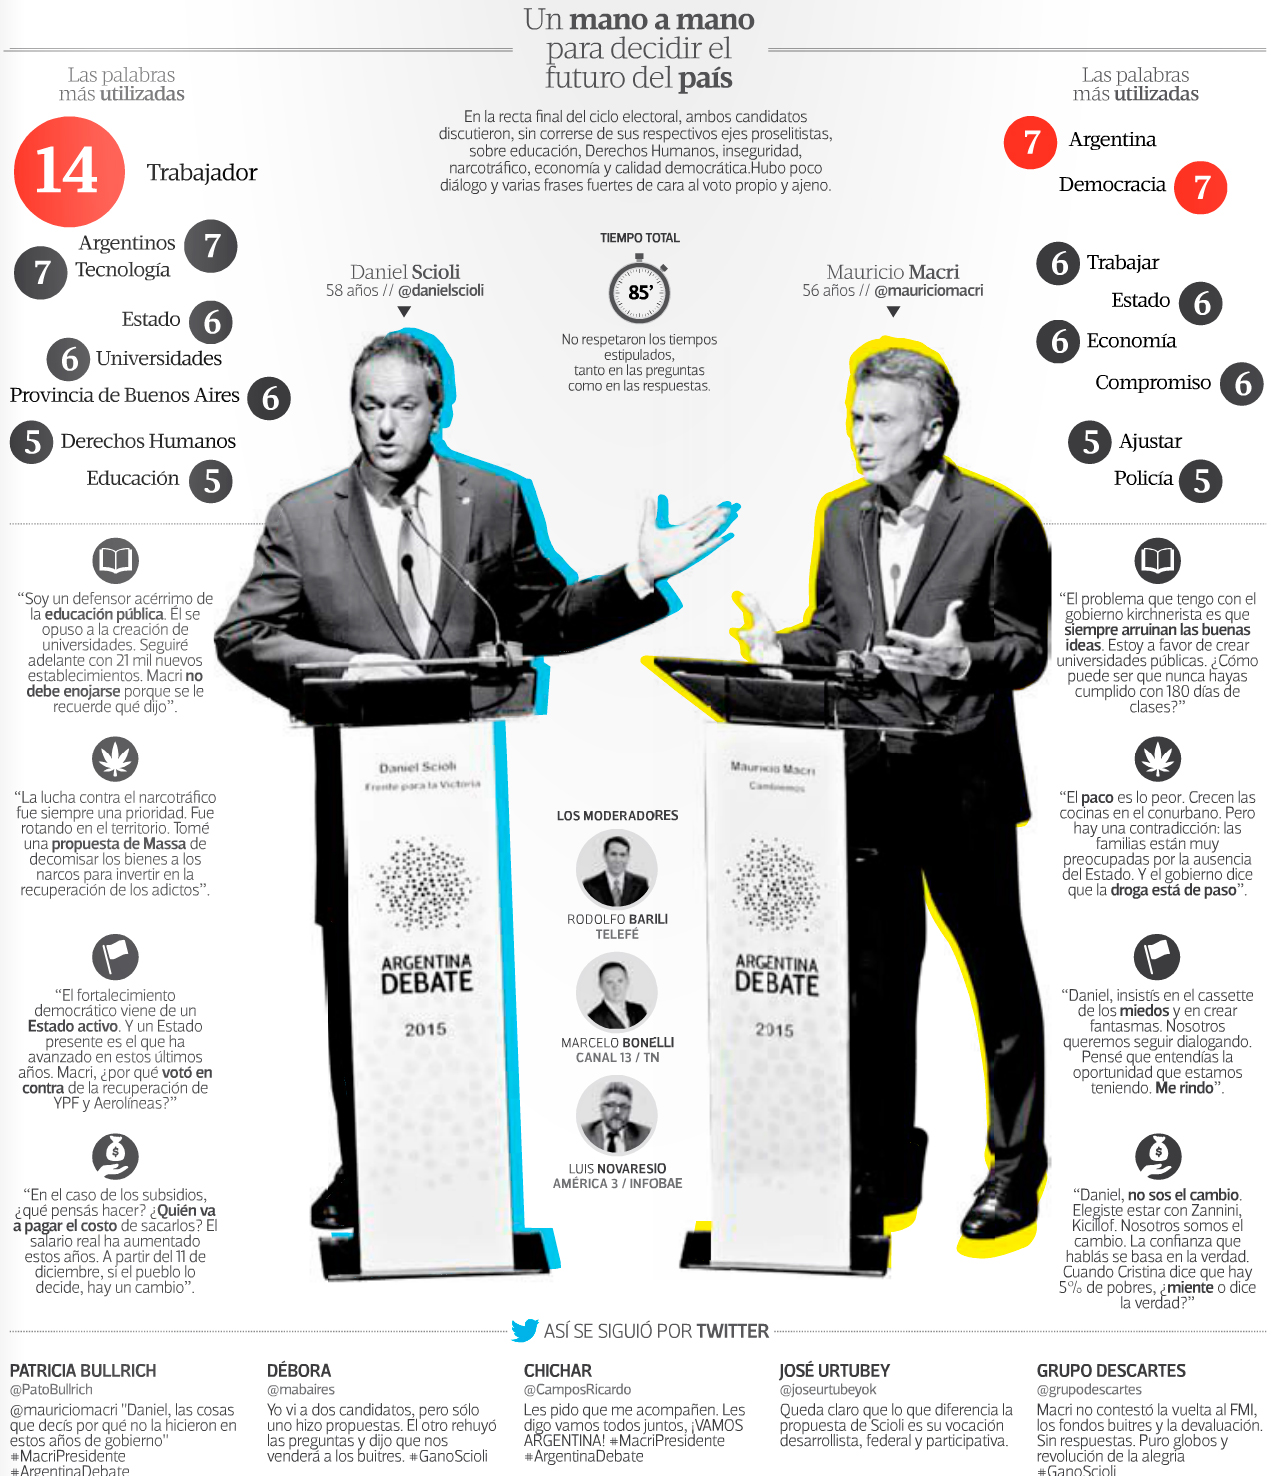 Un mano a mano
para decidir el
futuro del país
En la recta final del ciclo electoral, ambos candidatos
discutieron, sin correrse de sus respectivos ejes proselitistas,
sobre educación, Derechos Humanos, inseguridad,
narcotráfico, economía y calidad democrática.Hubo poco
diálogo y varias frases fuertes de cara al voto propio y ajeno.
Las palabras
más utilizadas
14 Trabajador
Argentinos 7
7 Tecnología
Estado 6
6 Universidades
Provincia de Buenos Aires 6
5 Derechos Humanos
Educación 5
Las palabras
más utilizadas
7 Argentina
Democracia 7
6 Trabajar
Estado 6
6 Economía
Compromiso 6
5 Ajustar
Policía 5
TIEMPO TOTAL
85’
No respetaron los tiempos
estipulados,
tanto en las preguntas
como en las respuestas.
Daniel Scioli
58 años // @danielscioli
Mauricio Macri
56 años // @mauriciomacri
“Soy un defensor acérrimo de
la educación pública. Él se
opuso a la creación de
universidades. Seguiré
adelante con 21 mil nuevos
establecimientos. Macri no
debe enojarse porque se le
recuerde qué dijo”.
“La lucha contra el narcotráfico
fue siempre una prioridad. Fue
rotando en el territorio. Tomé
una propuesta de Massa de
decomisar los bienes a los
narcos para invertir en la
recuperación de los adictos”.
“El fortalecimiento
democrático viene de un
Estado activo. Y un Estado
presente es el que ha
avanzado en estos últimos
años. Macri, ¿por qué votó en
contra de la recuperación de
YPF y Aerolíneas?”
$
“En el caso de los subsidios,
¿qué pensás hacer? ¿Quién va
a pagar el costo de sacarlos? El
salario real ha aumentado
estos años. A partir del 11 de
diciembre, si el pueblo lo
decide, hay un cambio”.
Daniel Scioli
Frente para la Victoria
ARGENTINA
DEBATE
2015
LOS MODERADORES
RODOLFO BARILI
TELEFÉ
MARCELO BONELLI
CANAL 13 / TN
LUIS NOVARESIO
AMÉRICA 3 / INFOBAE
Mauricio Macri
Cambiemos
ARGENTINA
DEBATE
2015
“El problema que tengo con el
gobierno kirchnerista es que
siempre arruinan las buenas
ideas. Estoy a favor de crear
universidades públicas. ¿Cómo
puede ser que nunca hayas
cumplido con 180 días de
clases?”
“El paco es lo peor. Crecen las
cocinas en el conurbano. Pero
hay una contradicción: las
familias están muy
preocupadas por la ausencia
del Estado. Y el gobierno dice
que la droga está de paso”.
“Daniel, insistís en el cassette
de los miedos y en crear
fantasmas. Nosotros
queremos seguir dialogando.
Pensé que entendías la
oportunidad que estamos
teniendo. Me rindo”.
$
“Daniel, no sos el cambio.
Elegiste estar con Zannini,
Kicillof. Nosotros somos el
cambio. La confianza que
hablás se basa en la verdad.
Cuando Cristina dice que hay
5% de pobres, ¿miente o dice
la verdad?”
ASÍ SE SIGUIÓ POR TWITTER
PATRICIA BULLRICH
@PatoBullrich
@mauriciomacri "Daniel, las cosas
que decís por qué no la hicieron en
estos años de gobierno"
#MacriPresidente
#ArgentinaDebate
DÉBORA
@mabaires
Yo vi a dos candidatos, pero sólo
uno hizo propuestas. El otro rehuyó
las preguntas y dijo que nos
venderá a los buitres. #GanoScioli
CHICHAR
@CamposRicardo
Les pido que me acompañen. Les
digo vamos todos juntos, ¡VAMOS
ARGENTINA! #MacriPresidente
#ArgentinaDebate
JOSÉ URTUBEY
@joseurtubeyok
Queda claro que lo que diferencia la
propuesta de Scioli es su vocación
desarrollista, federal y participativa.
GRUPO DESCARTES
@grupodescartes
Macri no contestó la vuelta al FMI,
los fondos buitres y la devaluación.
Sin respuestas. Puro globos y
revolución de la alegria
#GanoScioli